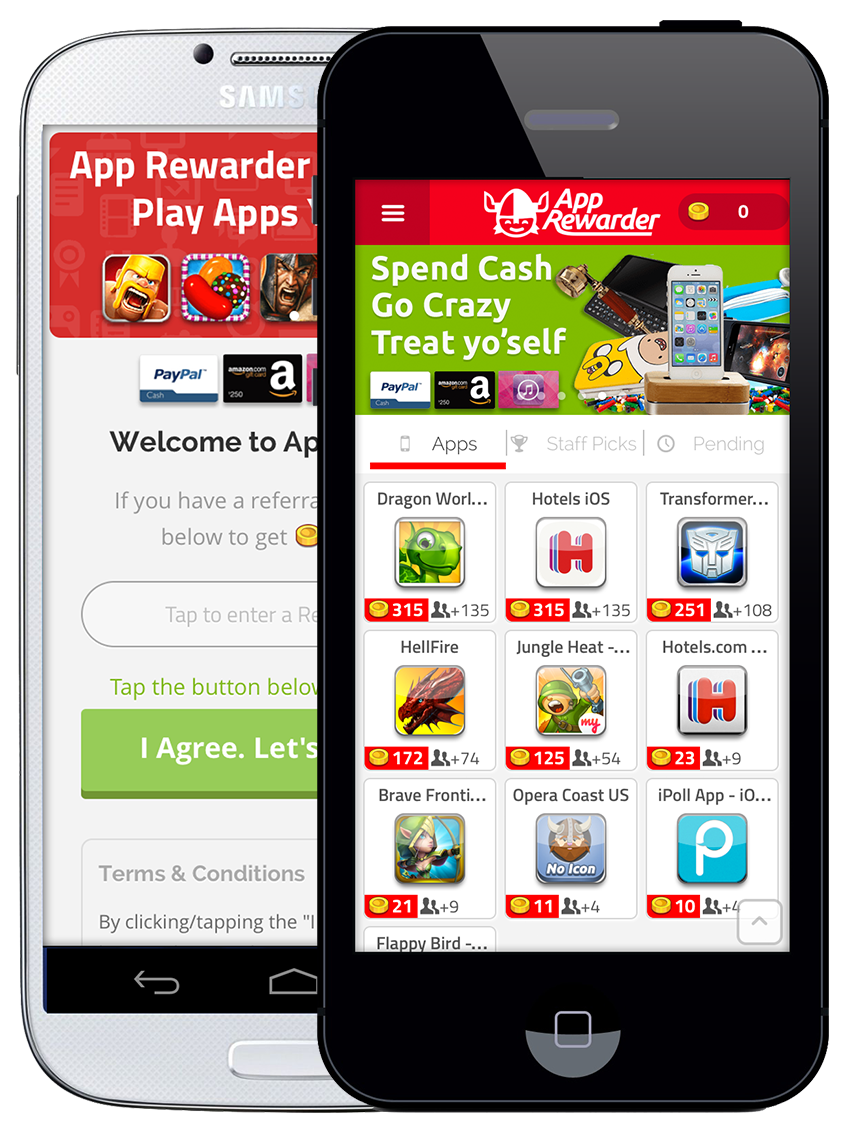 SAMS
App Rewarder
Play Apps
PayPal™
Cash
amazon.com
gift card
$250
a
Welcome to Ap
If you have a referra
below to get
Tap to enter a Re
Tap the button below
I Agree. Let's
Terms & Conditions
By clicking/tapping the "I
App
Rewarder
0
Spend Cash
Go Crazy
Treat yo'self
PayPal™
Cash
amazon.com
gift card
$250
a
Apps
Staff Picks
Pending
Dragon Worl...
Hotels iOS
Transformer...
315 +135
315 +135
251 +108
HellFire
Jungle Heat -...
Hotels.com ...
H
my
H
172 +74
125 +54
23 +9
Brave Fronti...
Opera Coast US
iPoll App - iO...
No Icon
p
21 +9
11 +4
10 +4
Flappy Bird -...